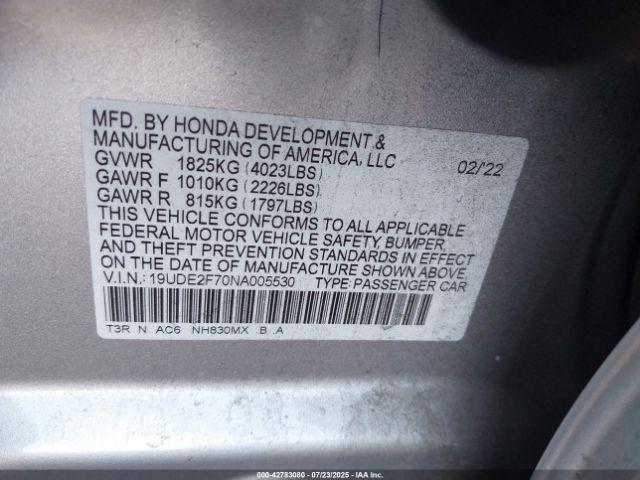 MFD. BY HONDA DEVELOPMENT &
MANUFACTURING OF AMERICA, LLC 02/'22
GVWR 1825KG (4023LBS)
GAWR F 1010KG (2226LBS)
GAWR R 815KG (1797LBS)
THIS VEHICLE CONFORMS TO ALL APPLICABLE
FEDERAL MOTOR VEHICLE SAFETY, BUMPER,
AND THEFT PREVENTION STANDARDS IN EFFECT
ON THE DATE OF MANUFACTURE SHOWN ABOVE.
V.I.N.: 19UDE2F70NA005530 TYPE: PASSENGER CAR
T3R N AC6 NH830MX B A
000-42783080 - 07/23/2025 - IAAI.COM